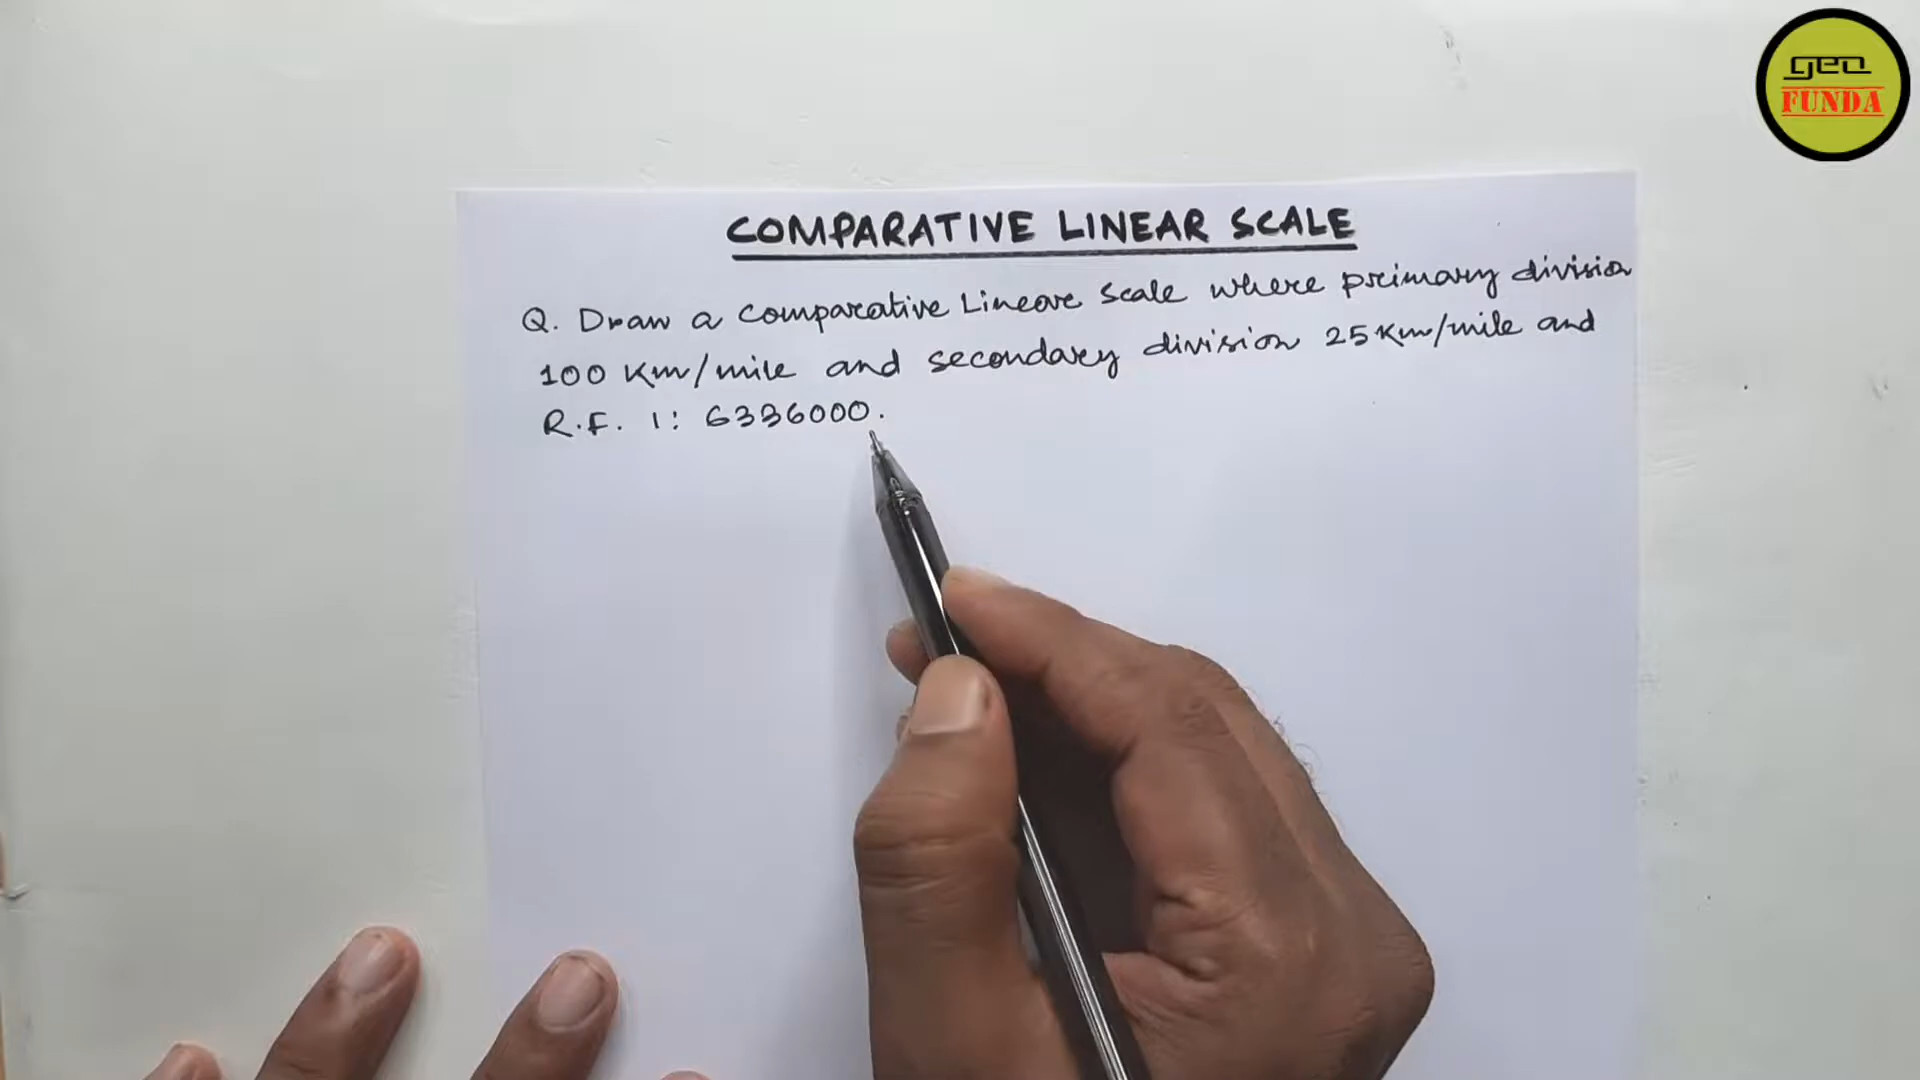 geo
FUNDA
COMPARATIVE LINEAR SCALE
Q. Draw a comparative Linear Scale where primary division
100 Km/mile and secondary division 25 Km/mile and
R.F. 1: 6336000.